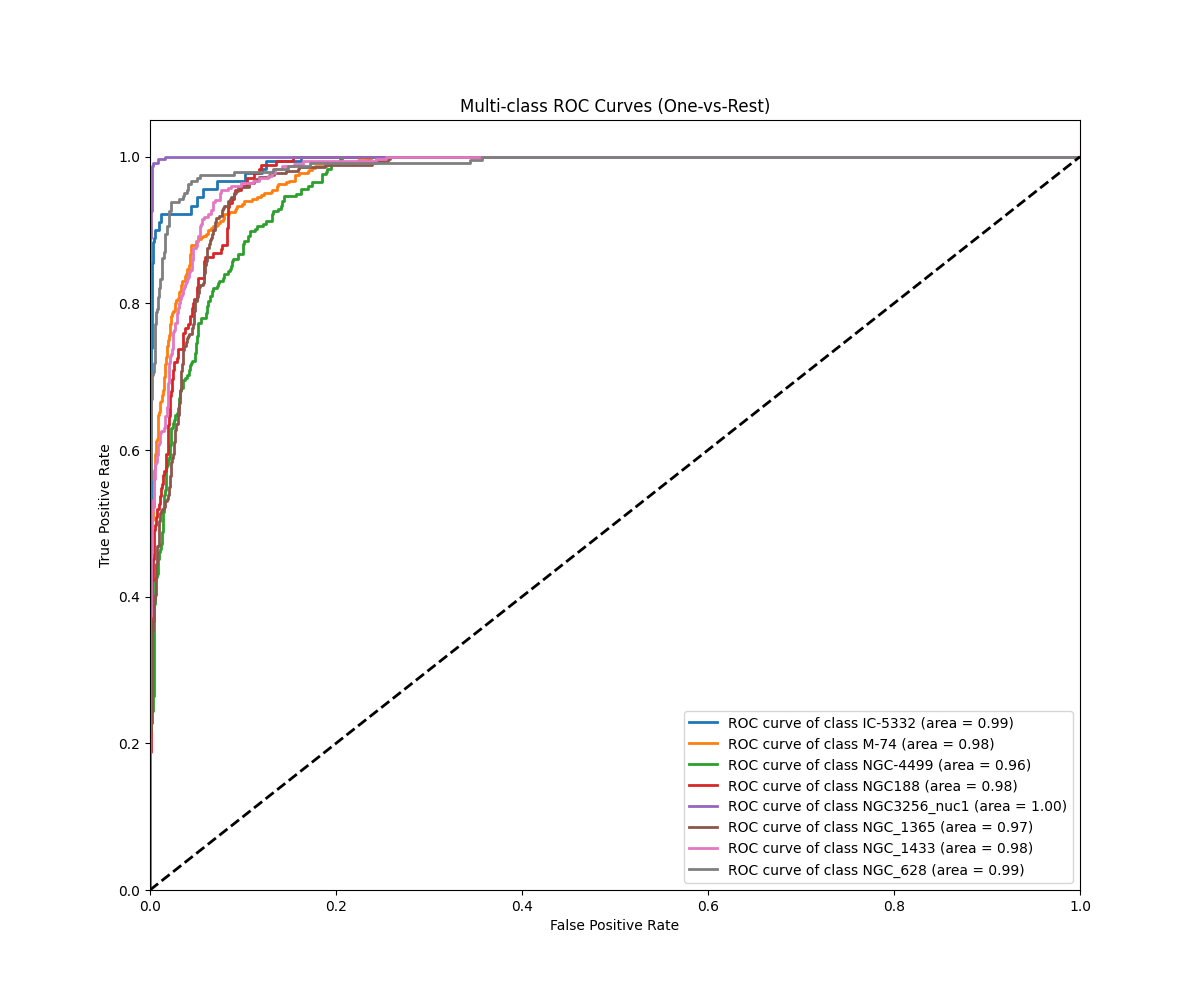 Multi-class ROC Curves (One-vs-Rest)
1.0
0.8
0.6
0.4
0.2
0.0
True Positive Rate
ROC curve of class IC-5332 (area = 0.99)
ROC curve of class M-74 (area = 0.98)
ROC curve of class NGC-4499 (area = 0.96)
ROC curve of class NGC188 (area = 0.98)
ROC curve of class NGC3256_nuc1 (area = 1.00)
ROC curve of class NGC_1365 (area = 0.97)
ROC curve of class NGC_1433 (area = 0.98)
ROC curve of class NGC_628 (area = 0.99)
0.0 0.2 0.4 0.6 0.8 1.0
False Positive Rate